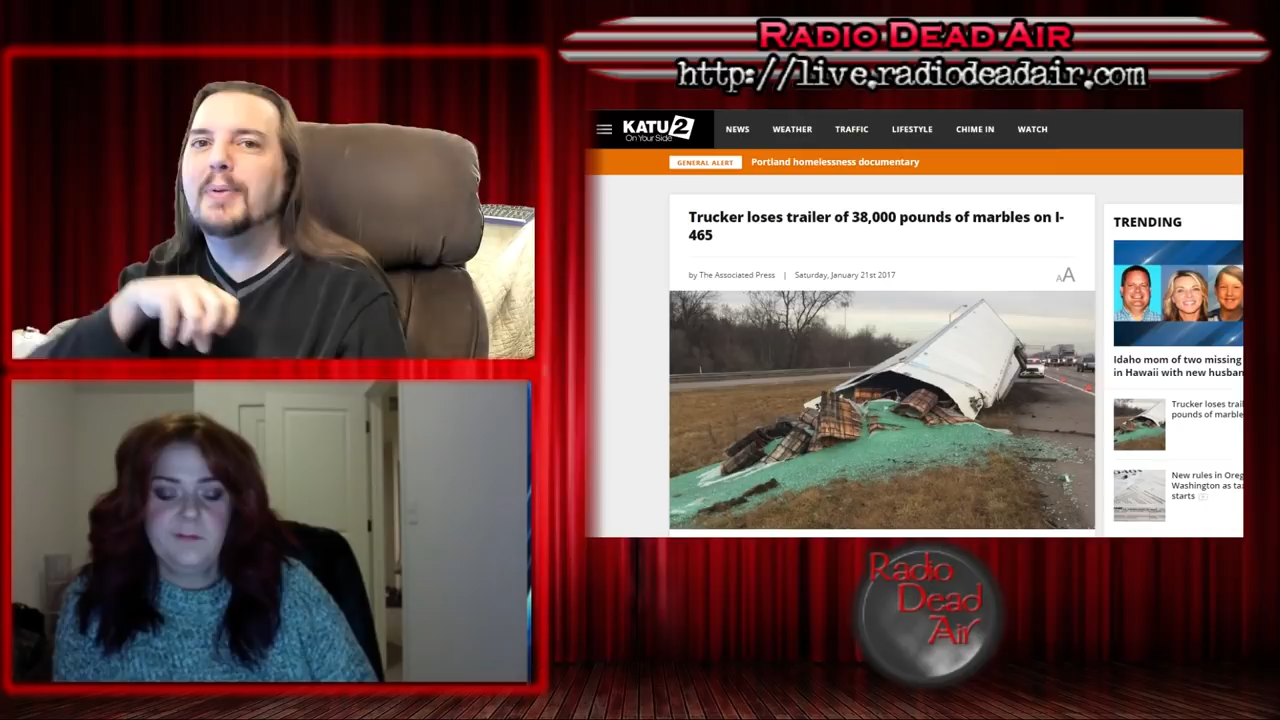 RADIO DEAD AIR
http://live.radiodeadair.com
KATU 2
On Your Side
NEWS WEATHER TRAFFIC LIFESTYLE CHIME IN WATCH
GENERAL ALERT Portland homelessness documentary
Trucker loses trailer of 38,000 pounds of marbles on I-
465
by The Associated Press | Saturday, January 21st 2017 AA
TRENDING
Idaho mom of two missing
in Hawaii with new husban
Trucker loses trail
pounds of marble
New rules in Oreg
Washington as ta
starts
Radio
Dead
Air